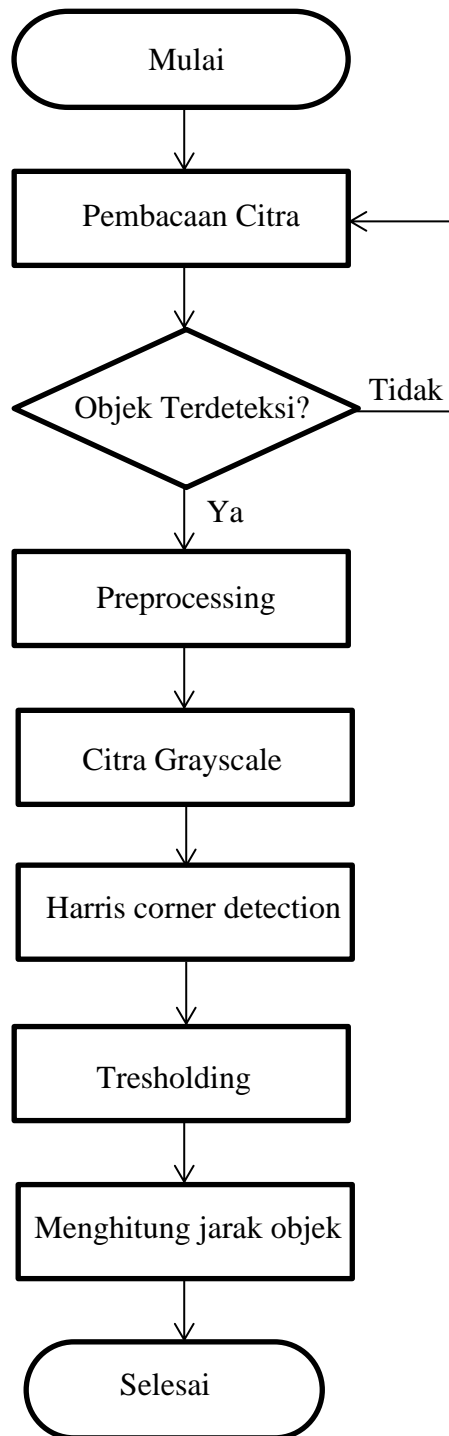 Mulai
Pembacaan Citra
Objek Terdeteksi?
Tidak
Ya
Preprocessing
Citra Grayscale
Harris corner detection
Tresholding
Menghitung jarak objek
Selesai